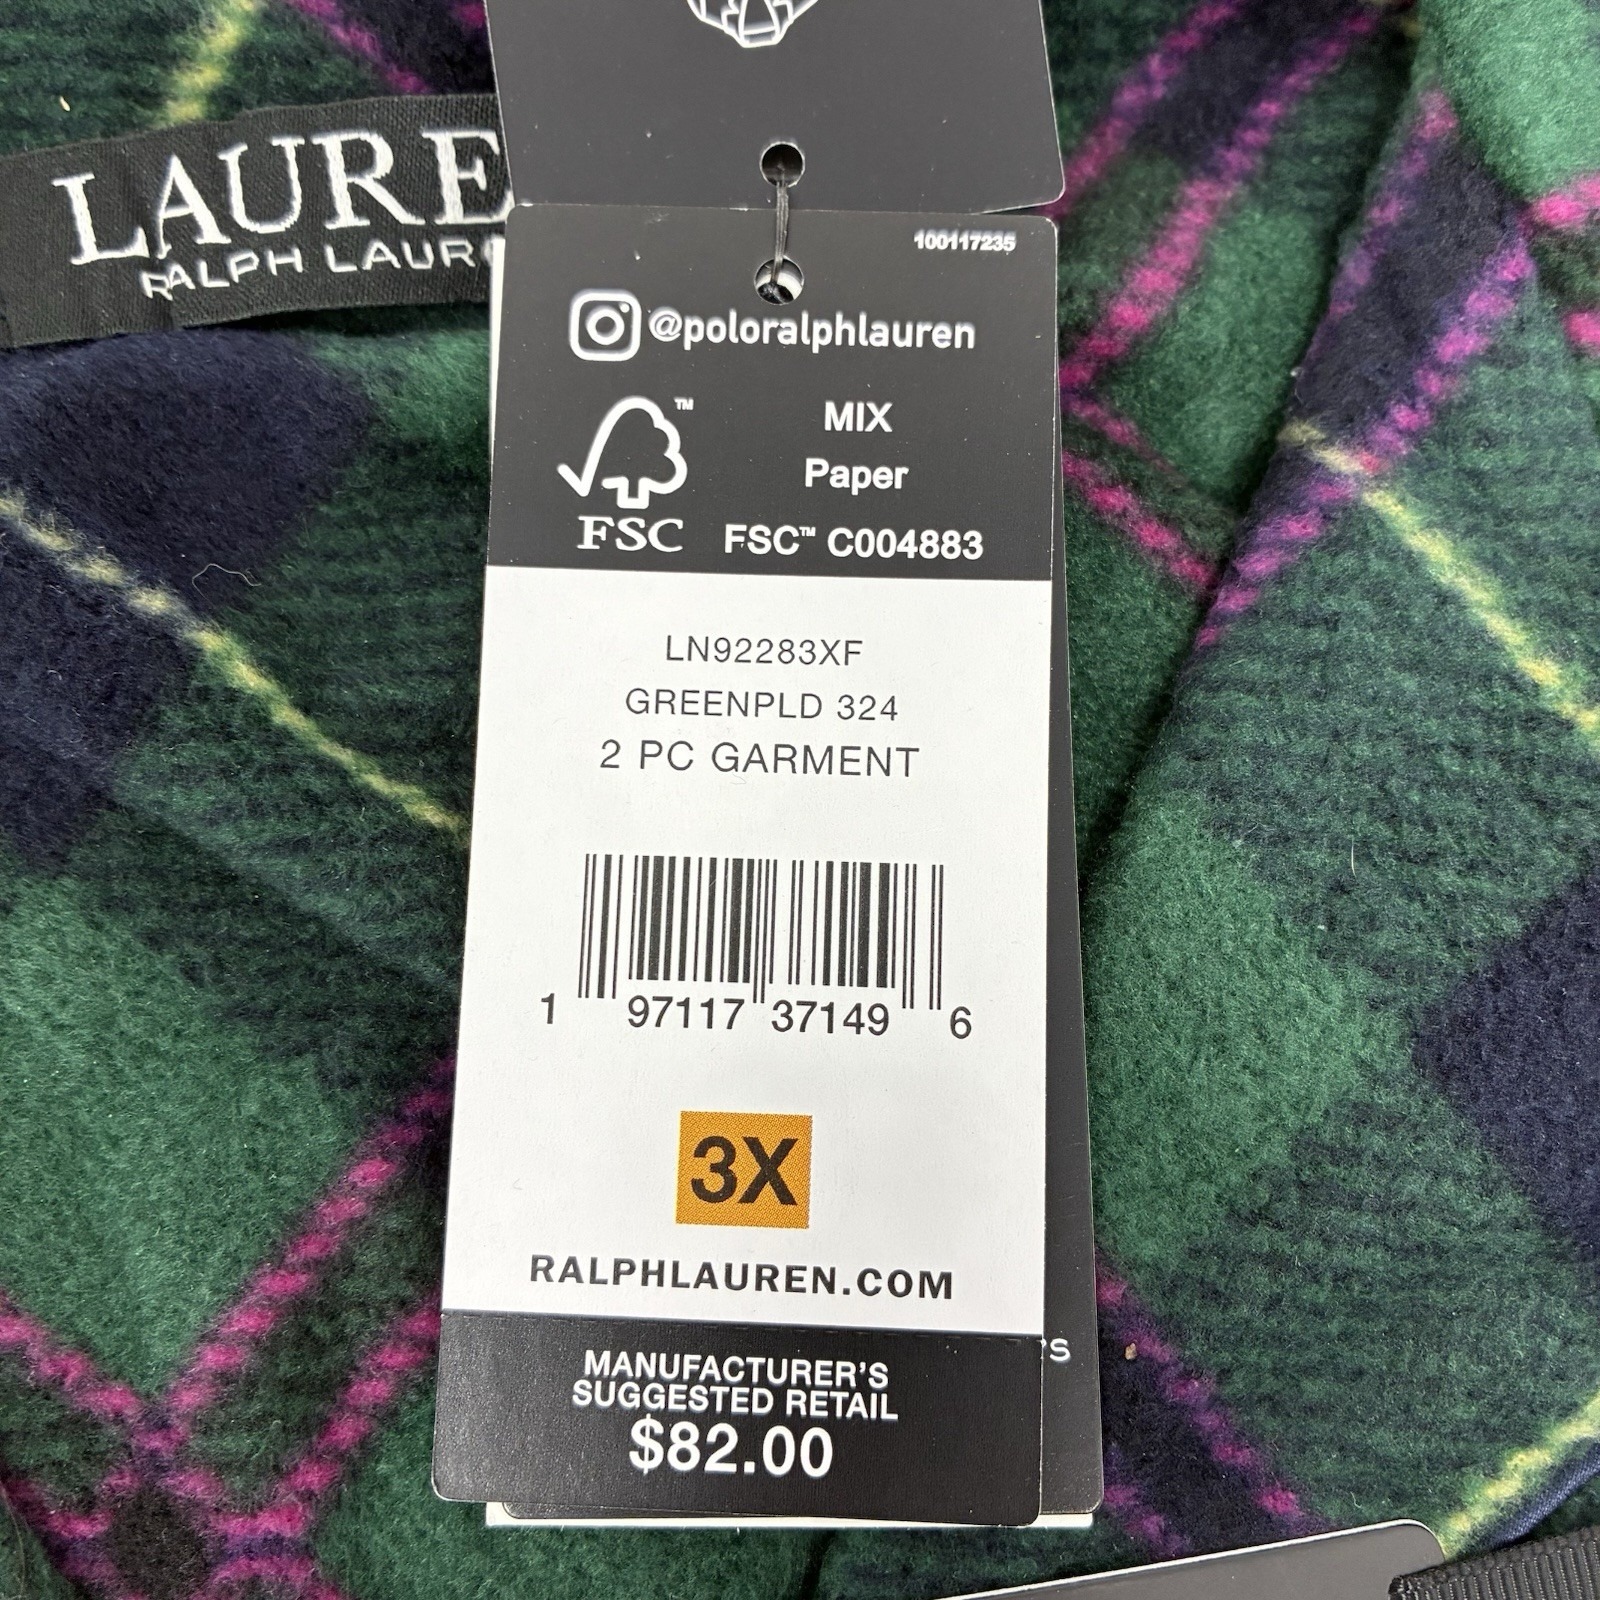 LAURE
RALPH LAUR
100117235
@poloralphlauren
™
MIX
Paper
FSC
FSC™ C004883
LN92283XF
GREENPLD 324
2 PC GARMENT
1 97117 37149 6
3X
RALPHLAUREN.COM
MANUFACTURER'S
SUGGESTED RETAIL
$82.00
'S